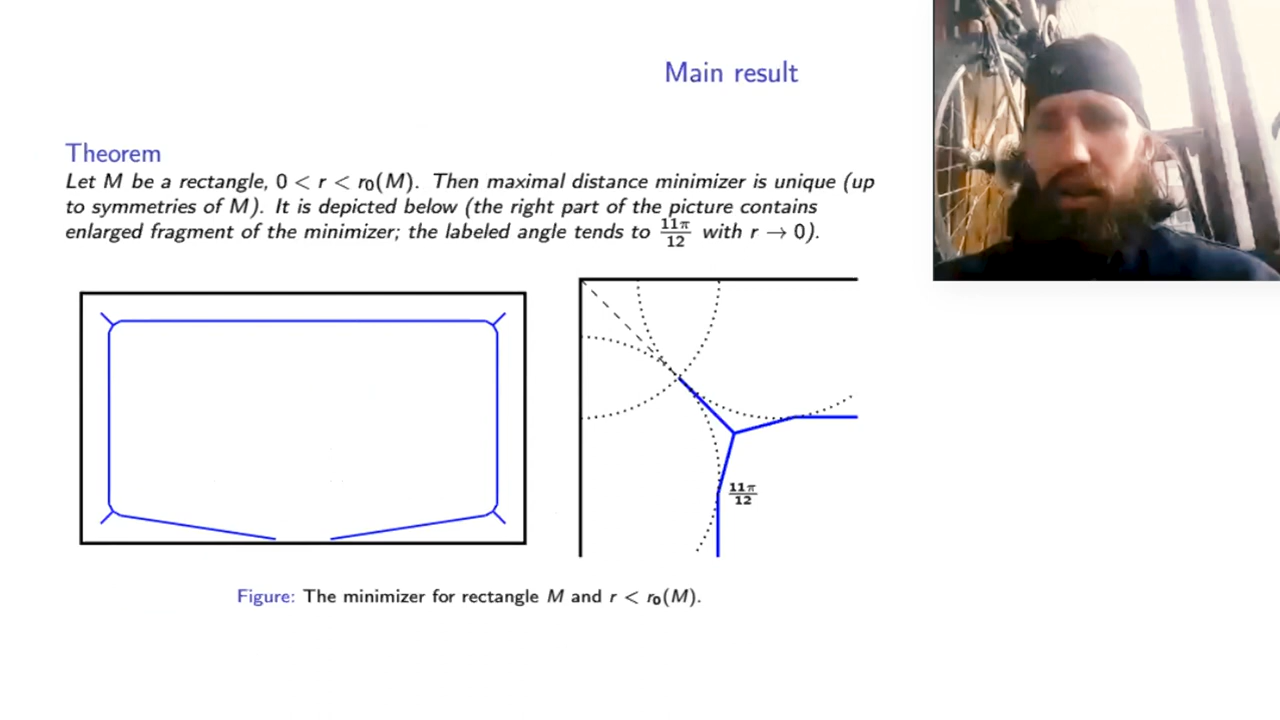 Main result
Theorem
Let M be a rectangle, 0 < r < r₀(M). Then maximal distance minimizer is unique (up
to symmetries of M). It is depicted below (the right part of the picture contains
enlarged fragment of the minimizer; the labeled angle tends to 11π/12 with r → 0).
11π/12
Figure: The minimizer for rectangle M and r < r₀(M).